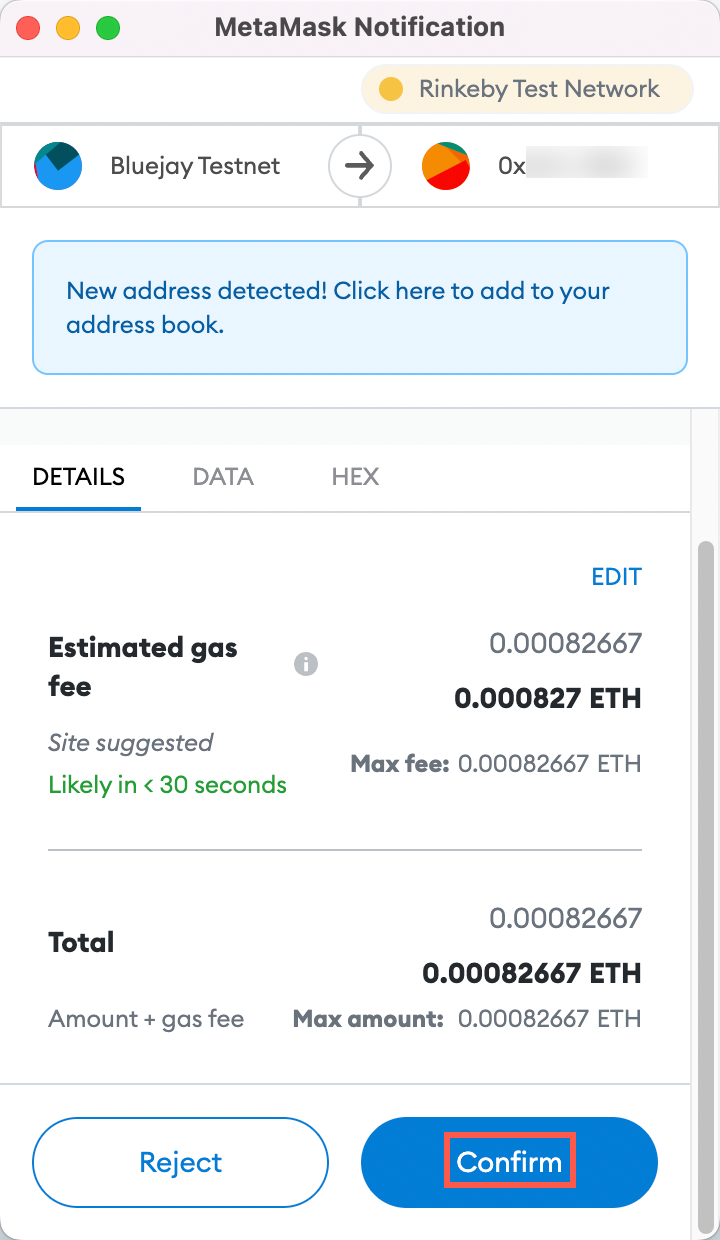 MetaMask Notification
Rinkeby Test Network
Bluejay Testnet
0x
New address detected! Click here to add to your
address book.
DETAILS
DATA
HEX
EDIT
Estimated gas
fee
0.00082667
0.000827 ETH
Site suggested
Max fee: 0.00082667 ETH
Likely in < 30 seconds
0.00082667
Total
0.00082667 ETH
Amount + gas fee
Max amount: 0.00082667 ETH
Reject
Confirm